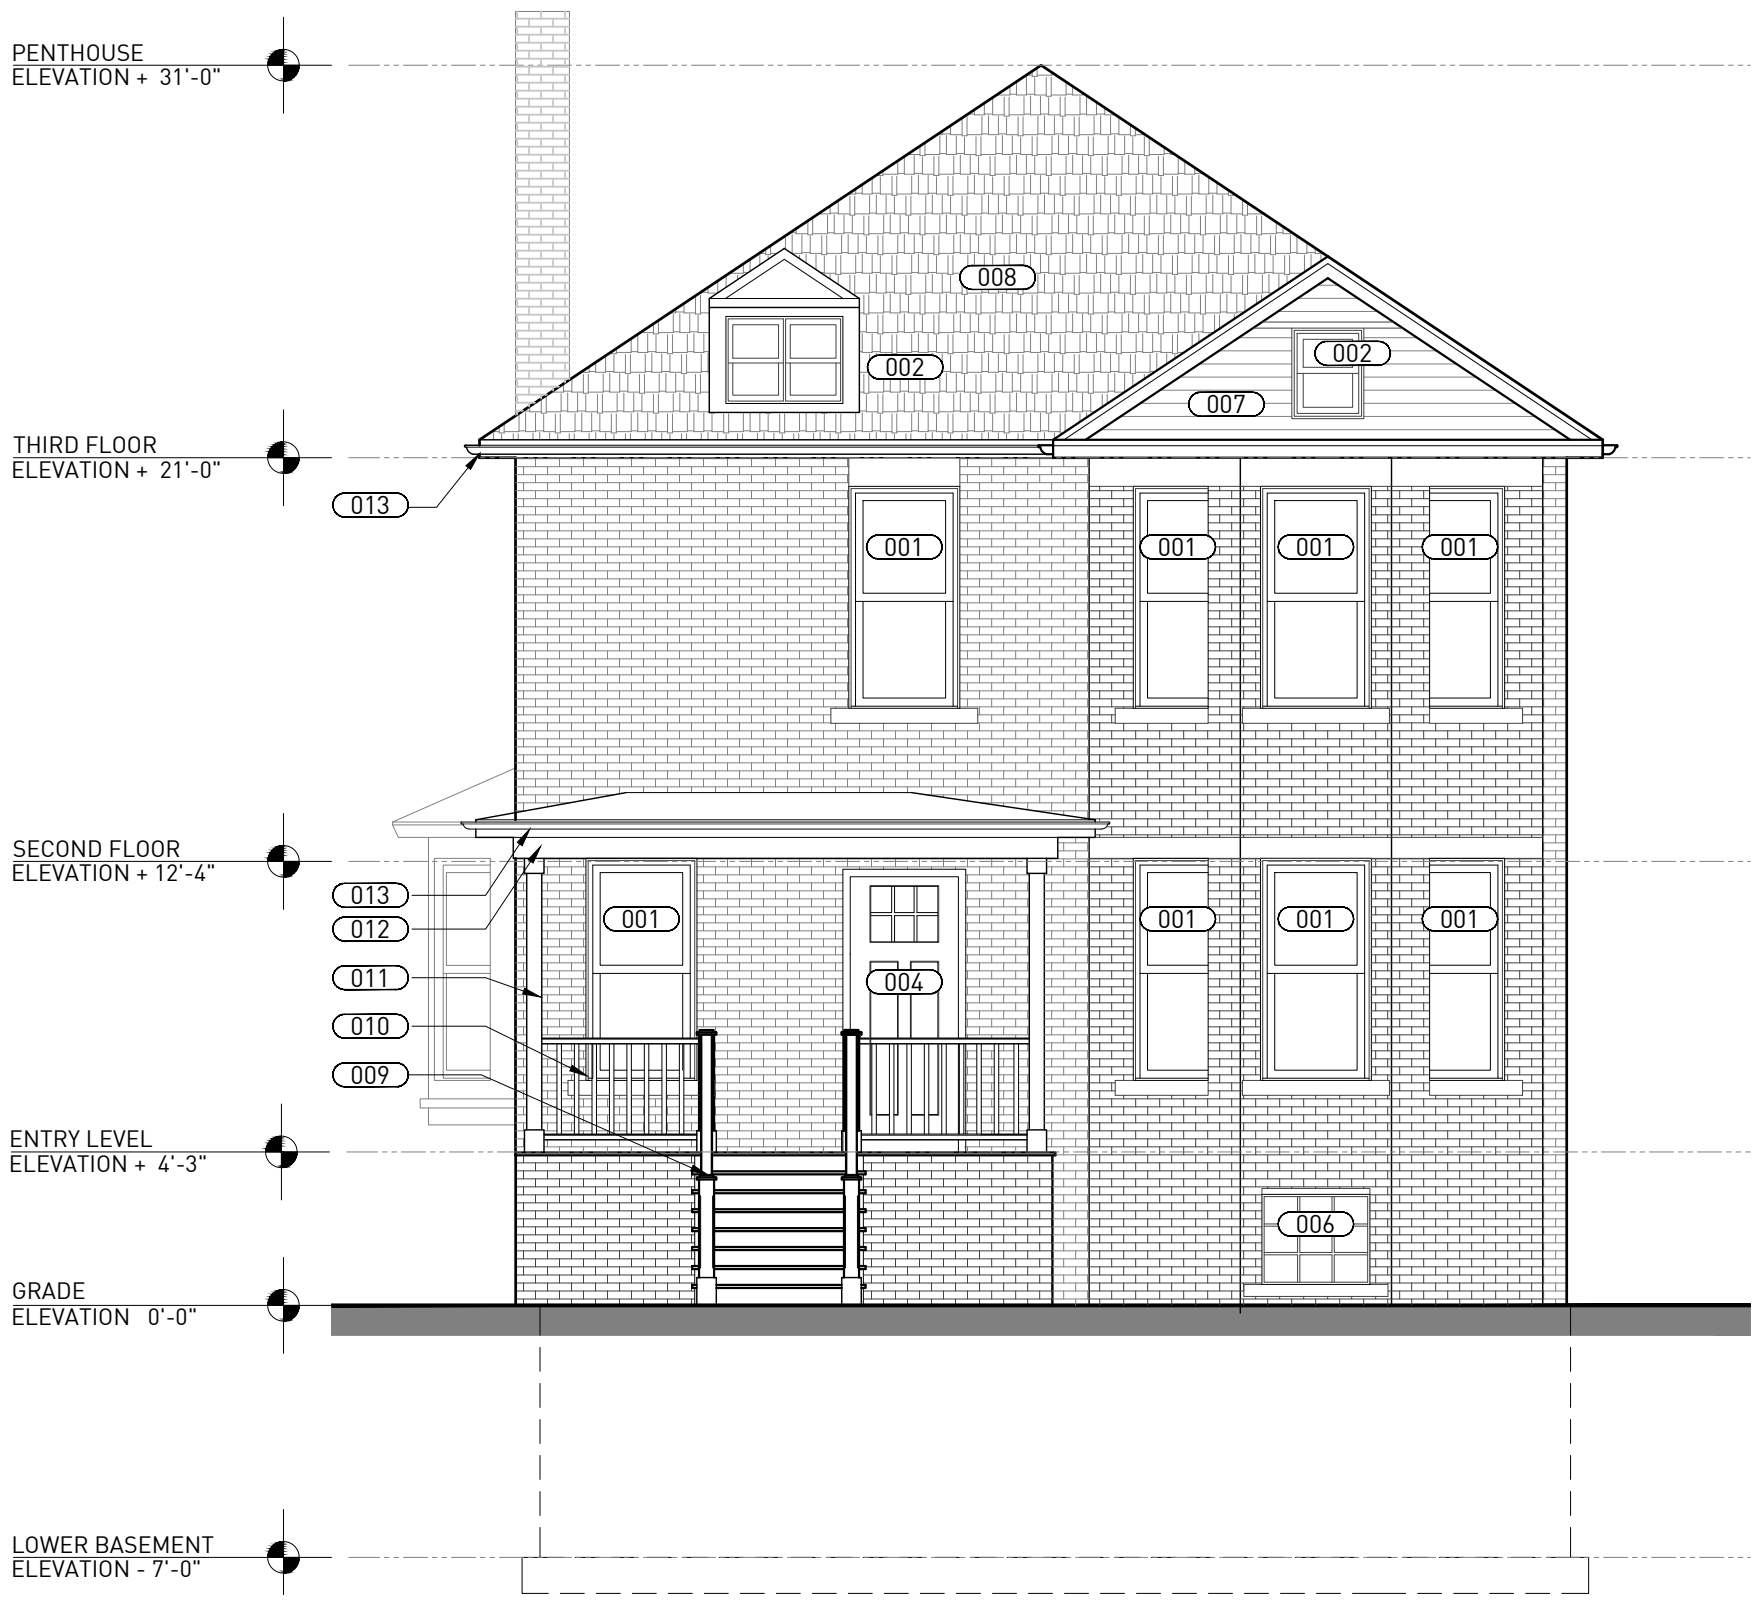 PENTHOUSE
ELEVATION + 31'-0"
008
002
002
007
THIRD FLOOR
ELEVATION + 21'-0"
013
001
001
001
001
SECOND FLOOR
ELEVATION + 12'-4"
013
012
011
010
009
001
004
001
001
001
ENTRY LEVEL
ELEVATION + 4'-3"
006
GRADE
ELEVATION 0'-0"
LOWER BASEMENT
ELEVATION - 7'-0"